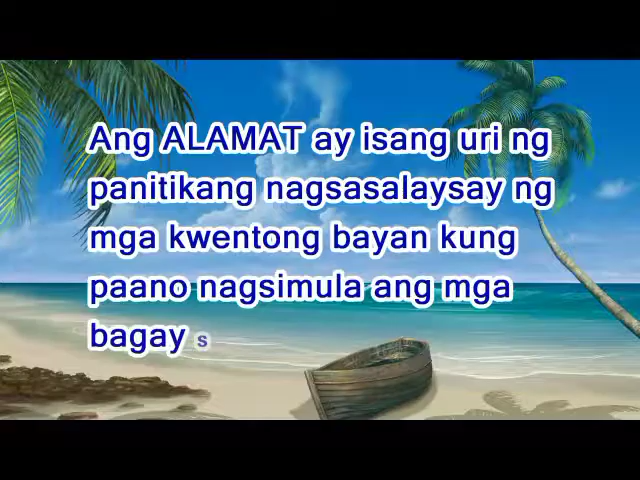 Ang ALAMAT ay isang uri ng
panitikang nagsasalaysay ng
mga kwentong bayan kung
paano nagsimula ang mga
bagay s